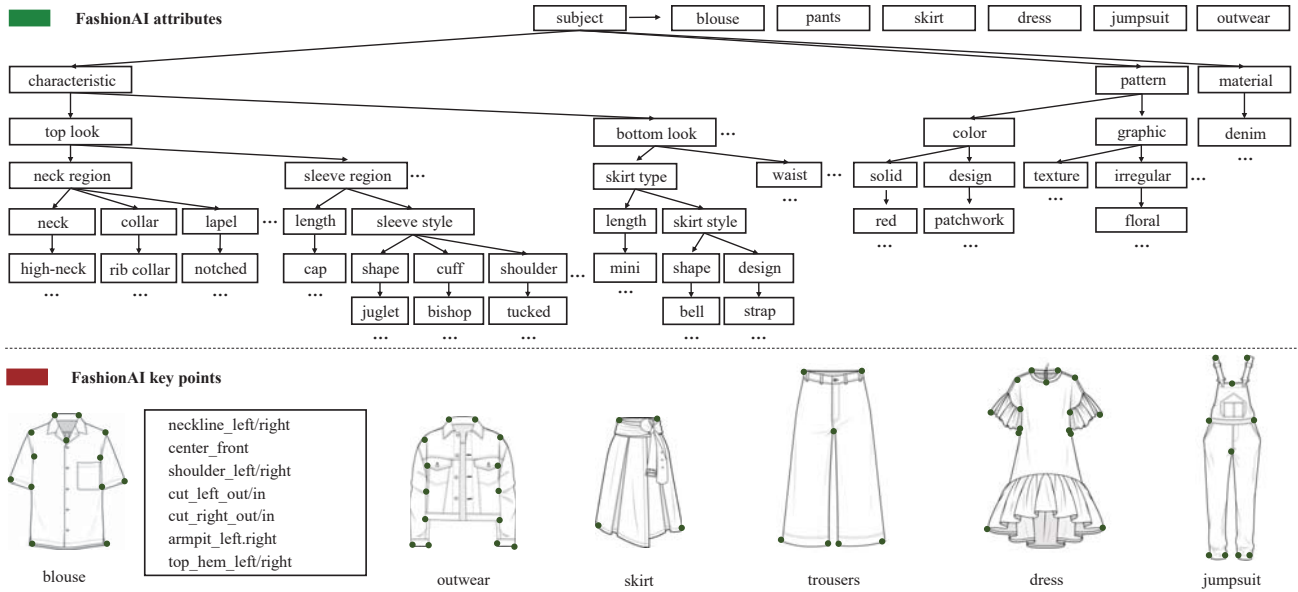 FashionAI attributes
subject blouse pants skirt dress jumpsuit outwear
characteristic pattern material
top look bottom look ... color graphic denim
...
neck region sleeve region ... skirt type waist ... solid design texture irregular ...
... ...
neck collar lapel ... length sleeve style length skirt style red patchwork floral
... ... ...
high-neck rib collar notched cap shape cuff shoulder ... mini shape design
... ... ... ... ...
juglet bishop tucked bell strap
... ... ... ... ...
FashionAI key points
neckline_left/right
center_front
shoulder_left/right
cut_left_out/in
cut_right_out/in
armpit_left.right
top_hem_left/right
blouse outwear skirt trousers dress jumpsuit